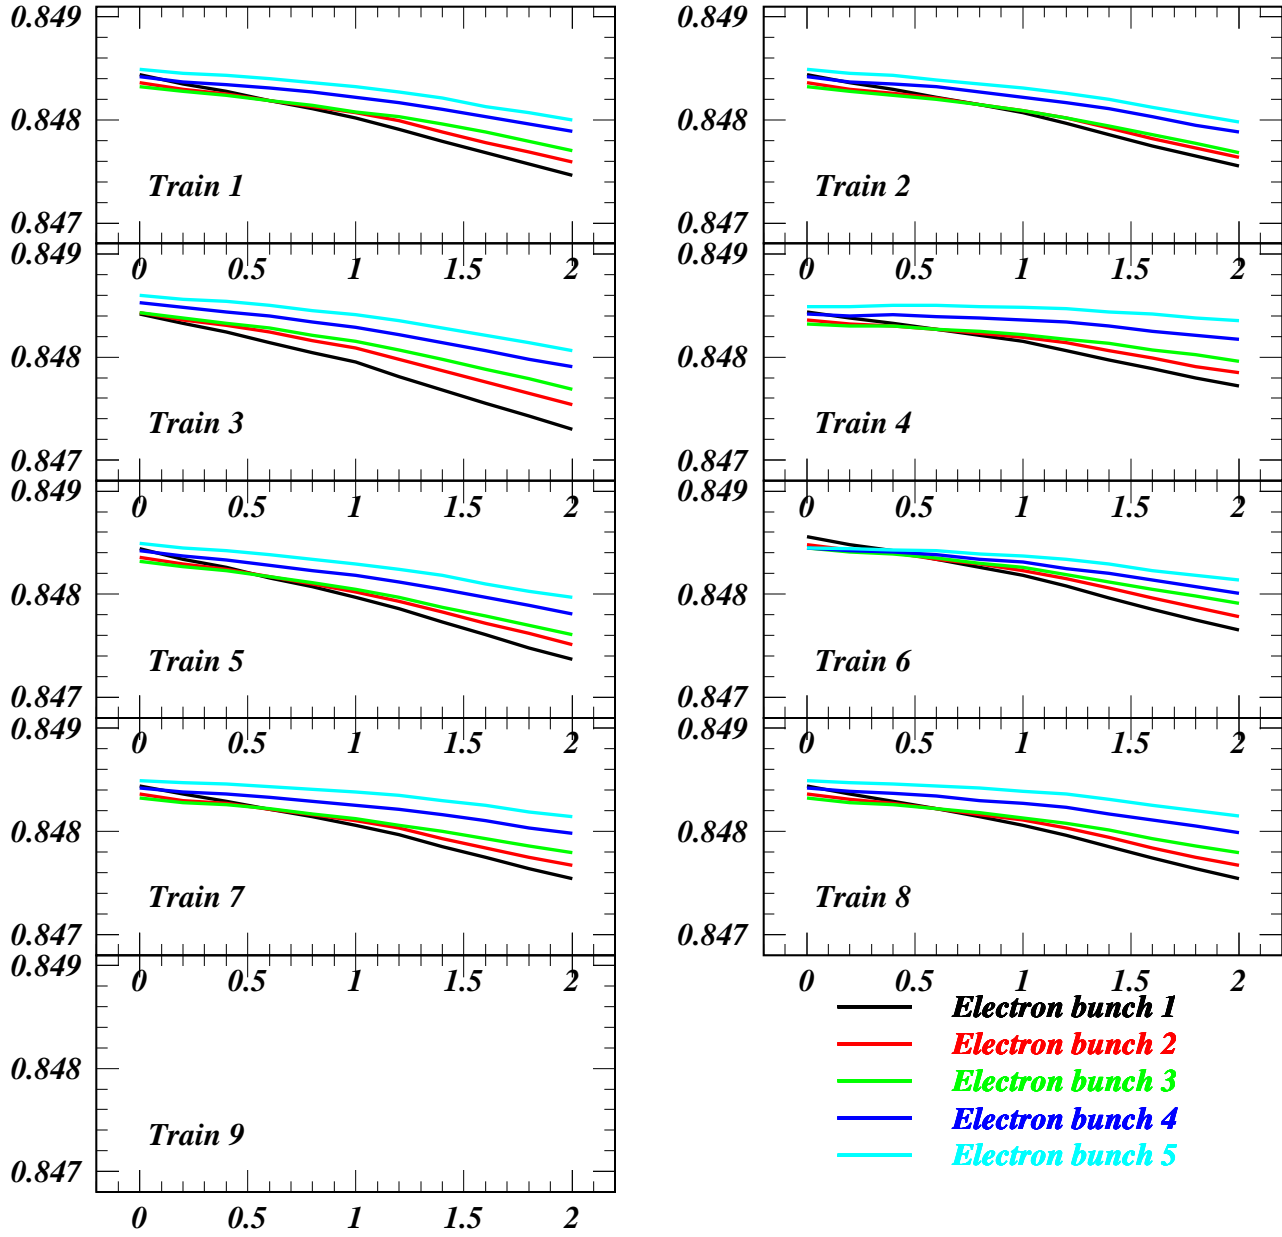 0.849
0.848
0.847
Train 1
0.849
0.848
0.847
Train 2
0 0.5 1 1.5 2
0.849
0.848
0.847
Train 3
0 0.5 1 1.5 2
0.849
0.848
0.847
Train 4
0 0.5 1 1.5 2
0.849
0.848
0.847
Train 5
0 0.5 1 1.5 2
0.849
0.848
0.847
Train 6
0 0.5 1 1.5 2
0.849
0.848
0.847
Train 7
0 0.5 1 1.5 2
0.849
0.848
0.847
Train 8
0 0.5 1 1.5 2
0.849
0.848
0.847
Train 9
0 0.5 1 1.5 2
0 0.5 1 1.5 2
Electron bunch 1
Electron bunch 2
Electron bunch 3
Electron bunch 4
Electron bunch 5